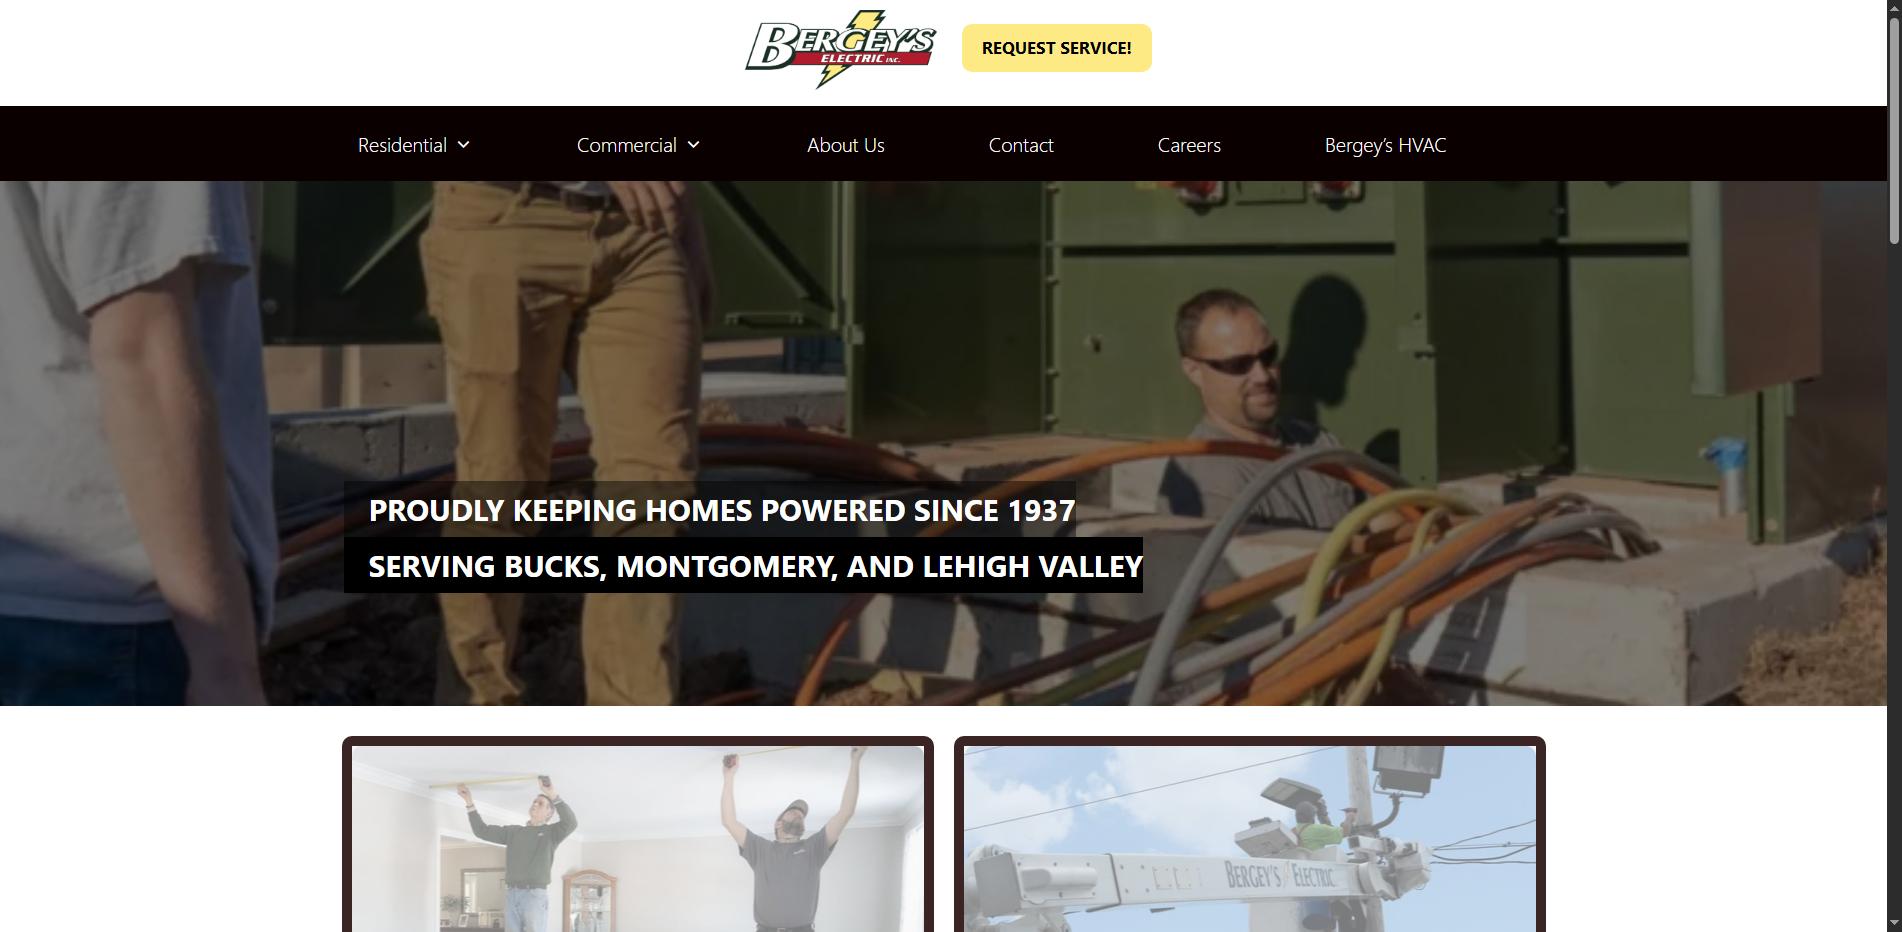 BERGEY'S
ELECTRIC INC.
REQUEST SERVICE!
Residential
Commercial
About Us
Contact
Careers
Bergey’s HVAC
PROUDLY KEEPING HOMES POWERED SINCE 1937
SERVING BUCKS, MONTGOMERY, AND LEHIGH VALLEY
BERGEY'S ELECTRIC